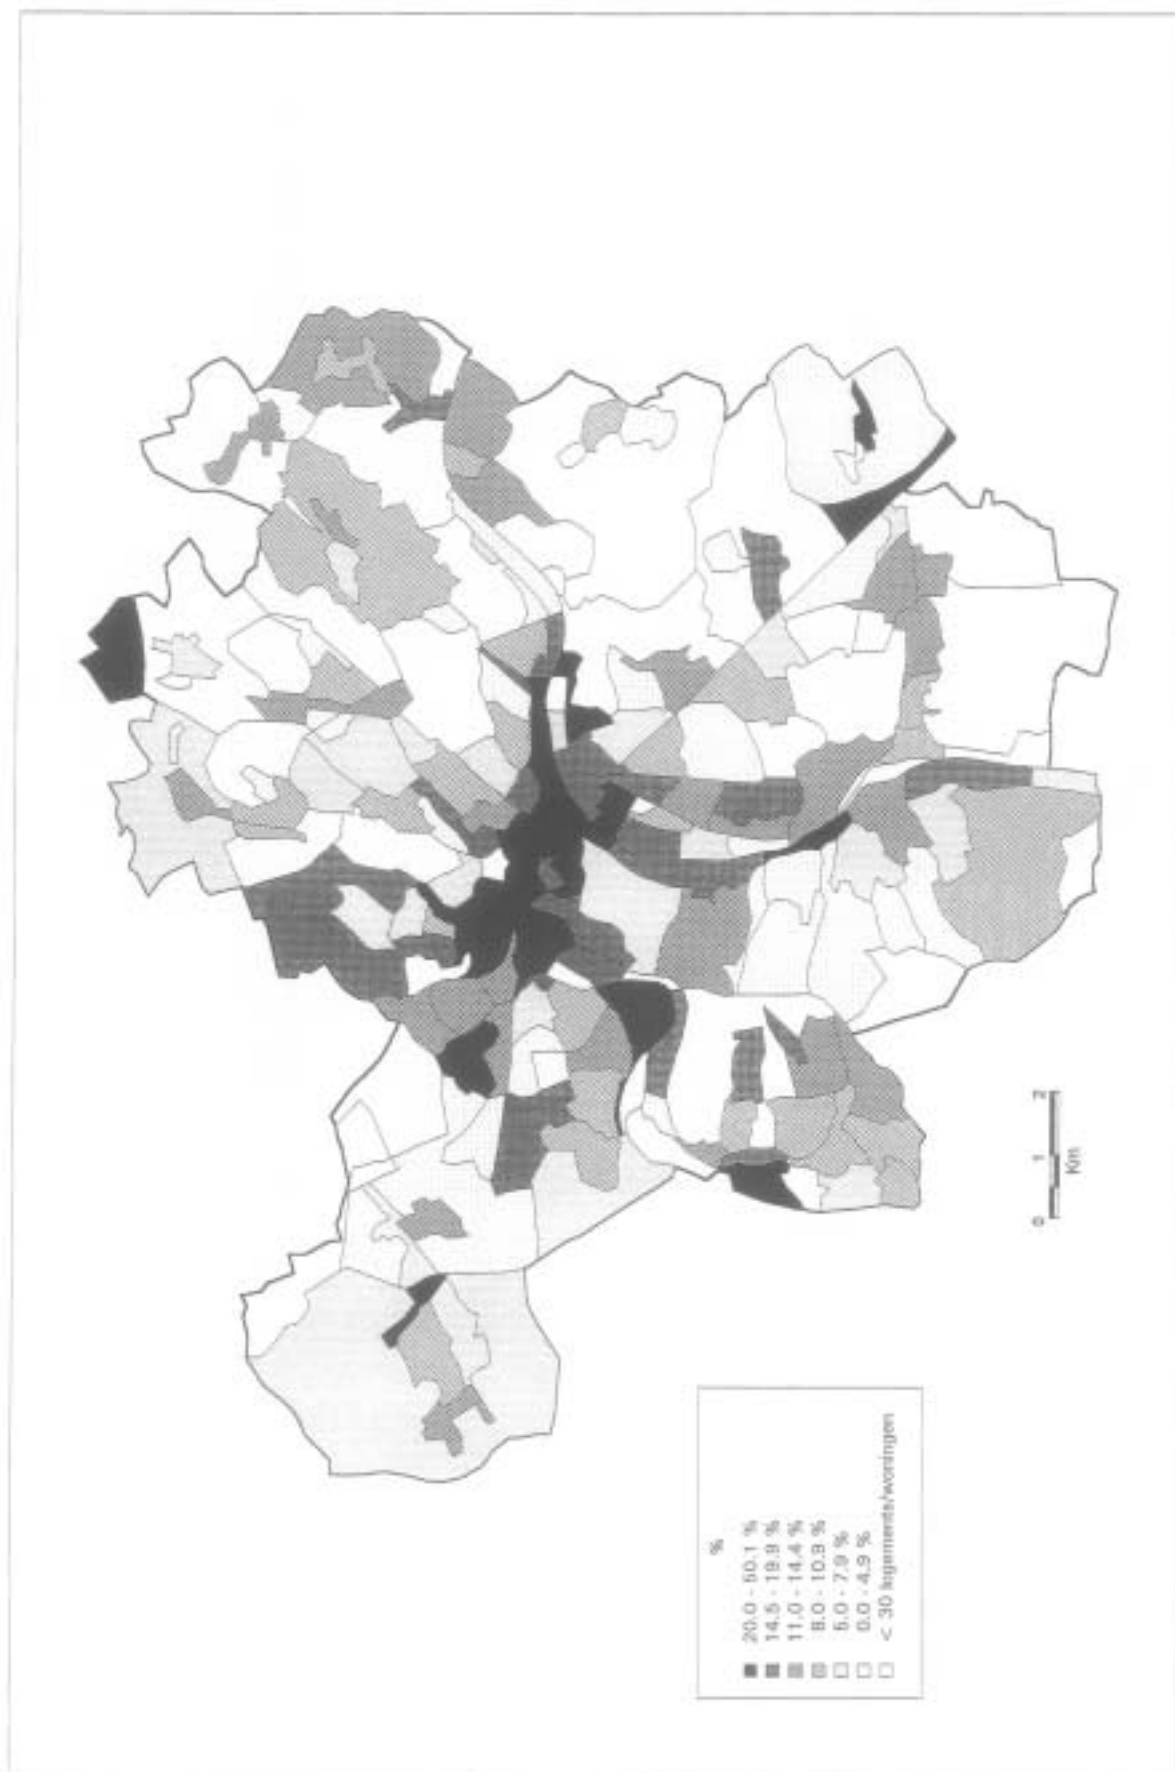 %
20.0 - 50.1 %
14.5 - 19.9 %
11.0 - 14.4 %
8.0 - 10.9 %
5.0 - 7.9 %
0.0 - 4.9 %
< 30 logements/woningen
0 1 2
Km